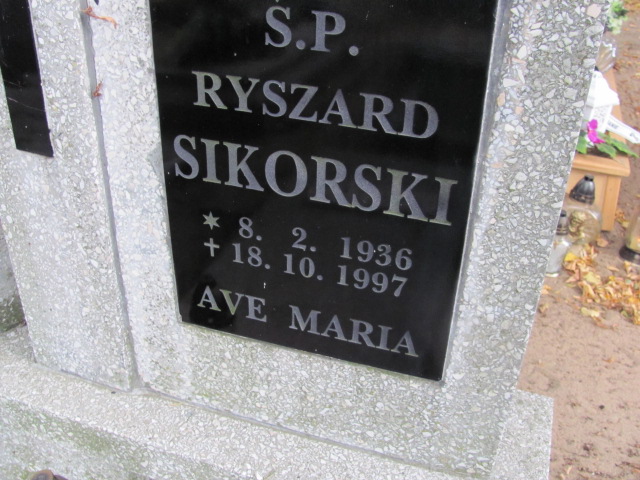 S.P.
RYSZARD
SIKORSKI
* 8. 2. 1936
† 18. 10. 1997
AVE MARIA